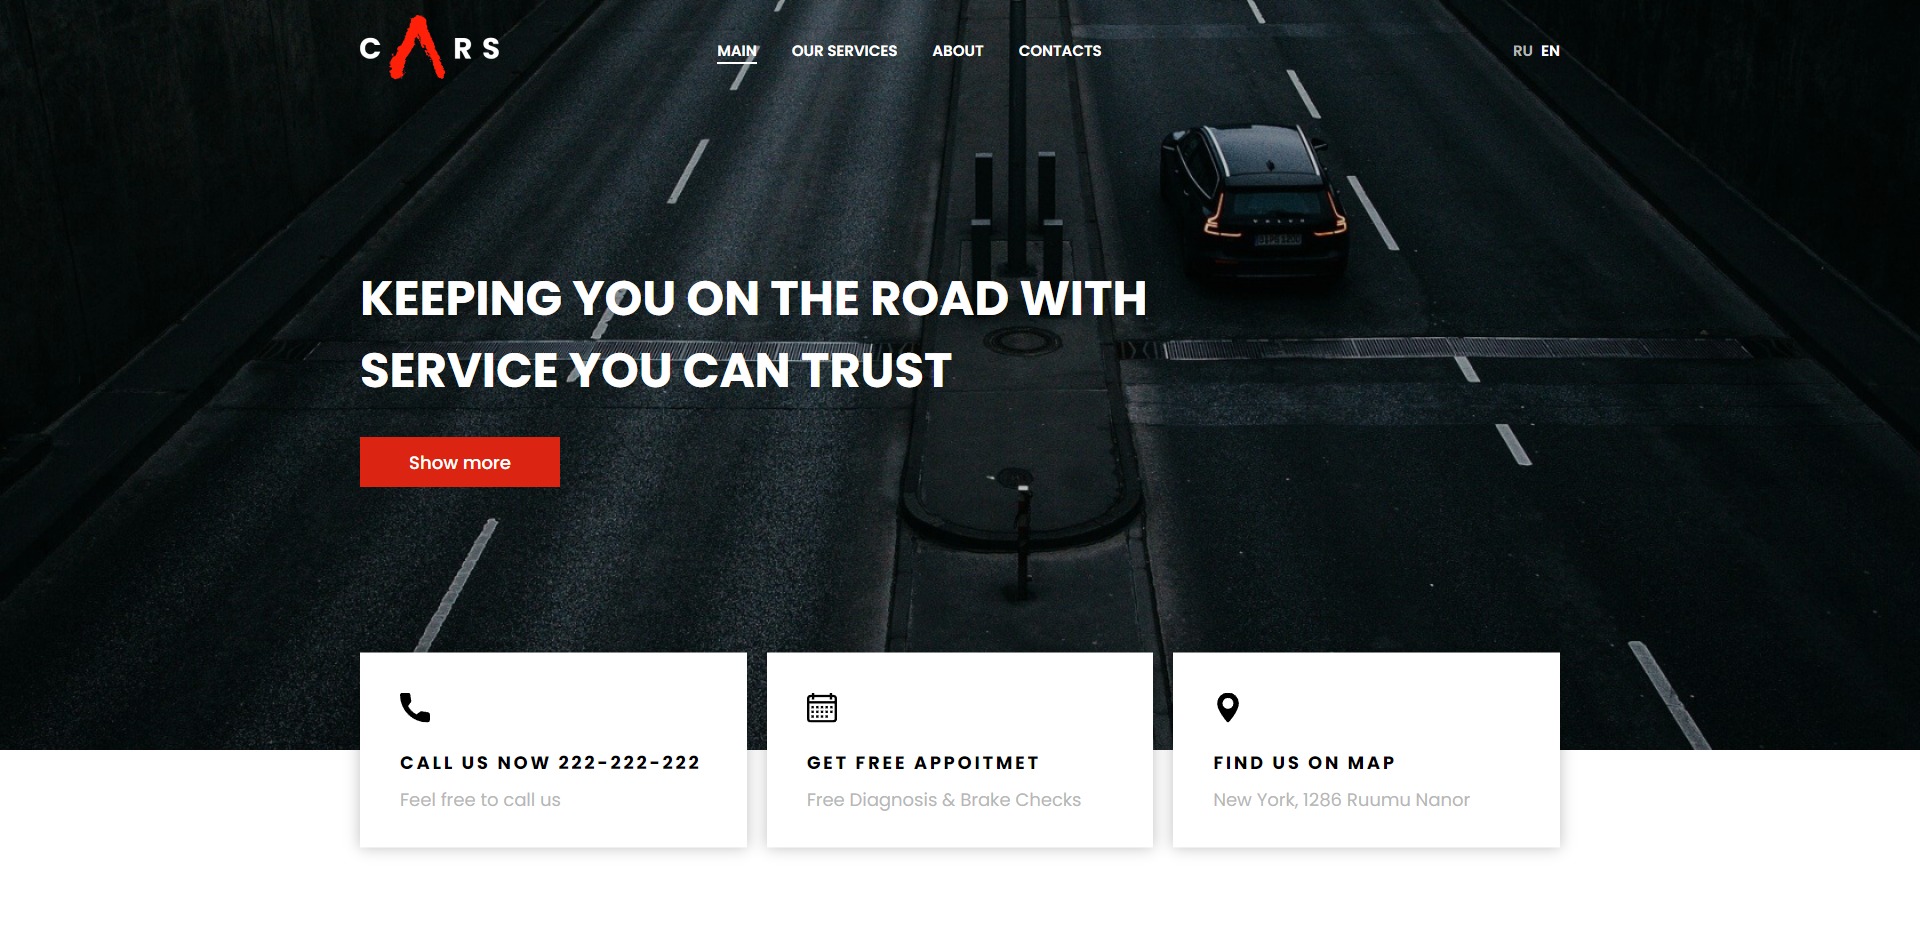 CARS
MAIN OUR SERVICES ABOUT CONTACTS
RU EN
VOLVO
KEEPING YOU ON THE ROAD WITH
SERVICE YOU CAN TRUST
Show more
CALL US NOW 222-222-222
Feel free to call us
GET FREE APPOITMET
Free Diagnosis & Brake Checks
FIND US ON MAP
New York, 1286 Ruumu Nanor